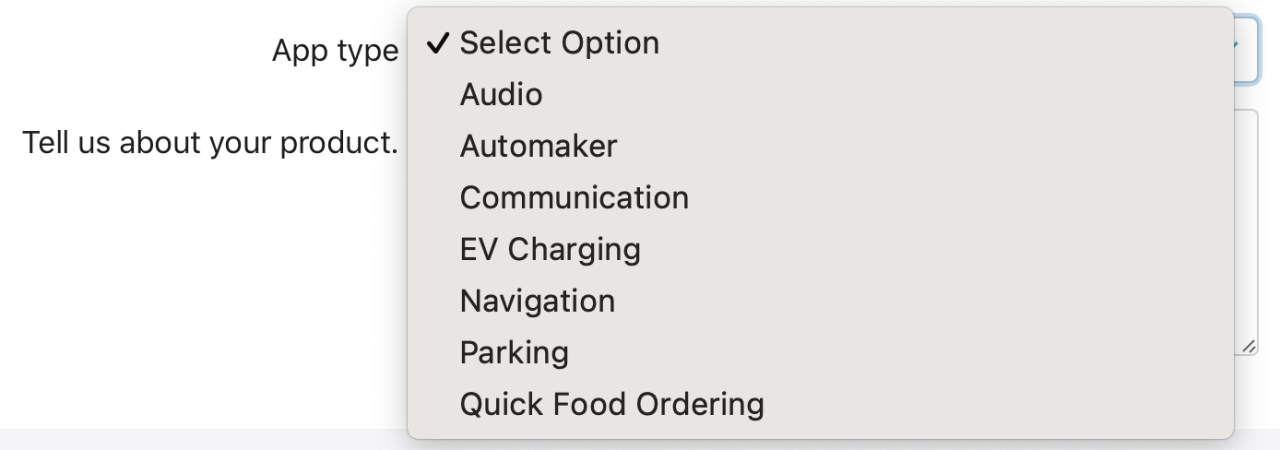 App type
Select Option
Audio
Tell us about your product.
Automaker
Communication
EV Charging
Navigation
Parking
Quick Food Ordering